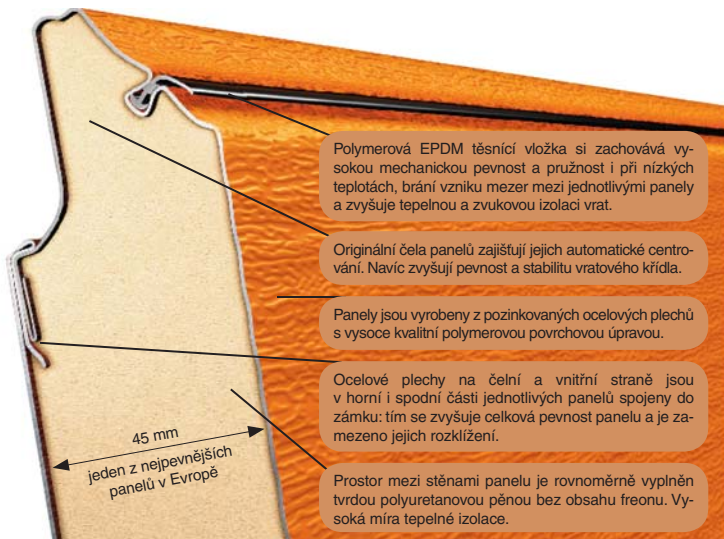 Polymerová EPDM těsnící vložka si zachovává vy-
sokou mechanickou pevnost a pružnost i při nízkých
teplotách, brání vzniku mezer mezi jednotlivými panely
a zvyšuje tepelnou a zvukovou izolaci vrat.
Originální čela panelů zajišťují jejich automatické centro-
vání. Navíc zvyšují pevnost a stabilitu vratového křídla.
Panely jsou vyrobeny z pozinkovaných ocelových plechů
s vysoce kvalitní polymerovou povrchovou úpravou.
Ocelové plechy na čelní a vnitřní straně jsou
v horní i spodní části jednotlivých panelů spojeny do
zámku: tím se zvyšuje celková pevnost panelu a je za-
mezeno jejich rozklížení.
45 mm
jeden z nejpevnějších
panelů v Evropě
Prostor mezi stěnami panelu je rovnoměrně vyplněn
tvrdou polyuretanovou pěnou bez obsahu freonu. Vy-
soká míra tepelné izolace.